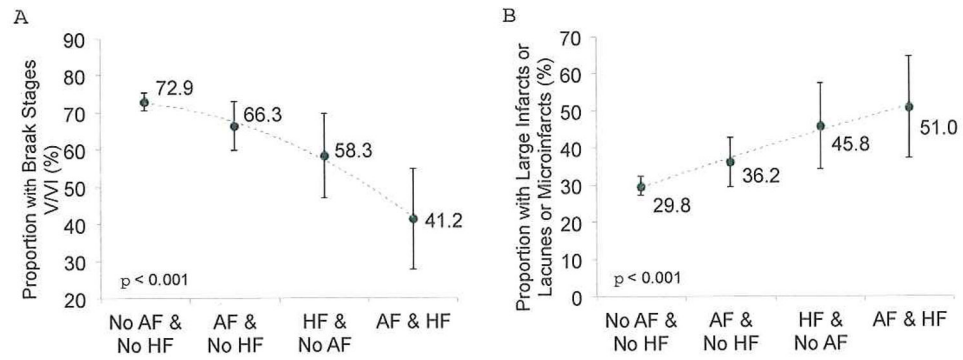 A
Proportion with Braak Stages
V/VI (%)
90
80
70
60
50
40
30
20
72.9
66.3
58.3
41.2
p < 0.001
No AF &
No HF
AF &
No HF
HF &
No AF
AF & HF
B
Proportion with Large Infarcts or
Lacunes or Microinfarcts (%)
70
60
50
40
30
20
10
0
29.8
36.2
45.8
51.0
p < 0.001
No AF &
No HF
AF &
No HF
HF &
No AF
AF & HF